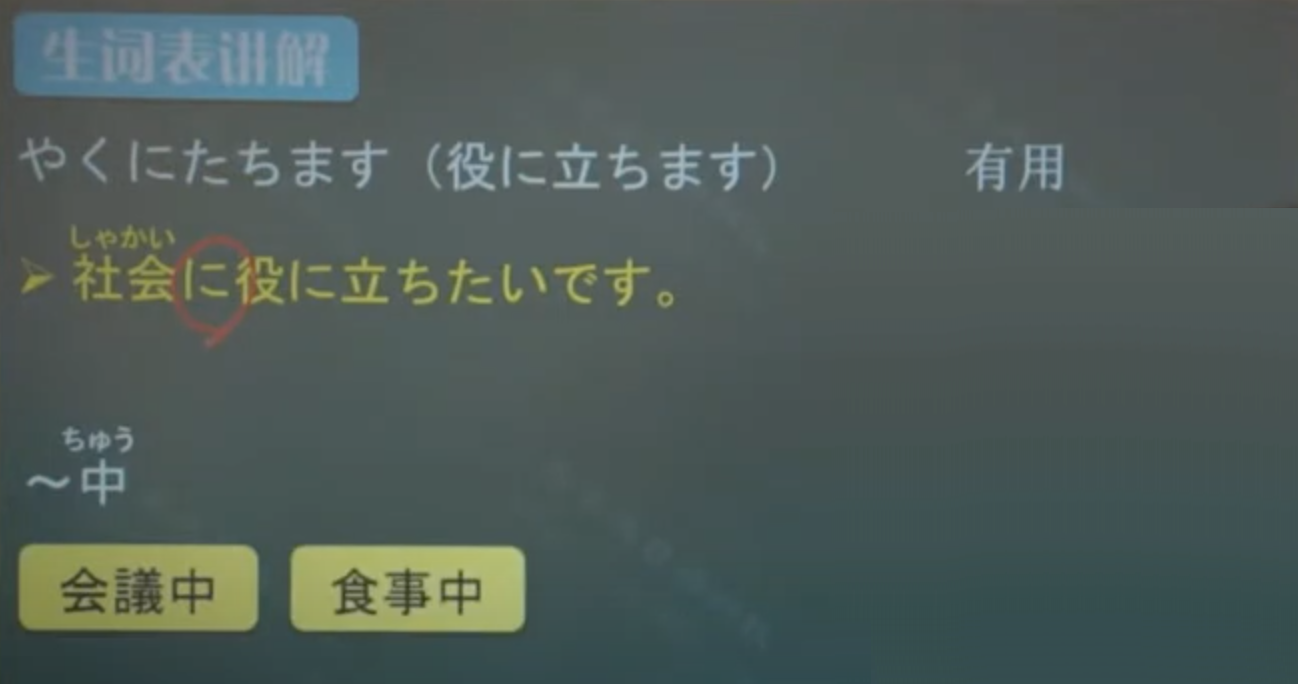 生词表讲解
やくにたちます（役に立ちます） 有用
しゃかい
➢ 社会に役に立ちたいです。
ちゅう
～中
会議中 食事中